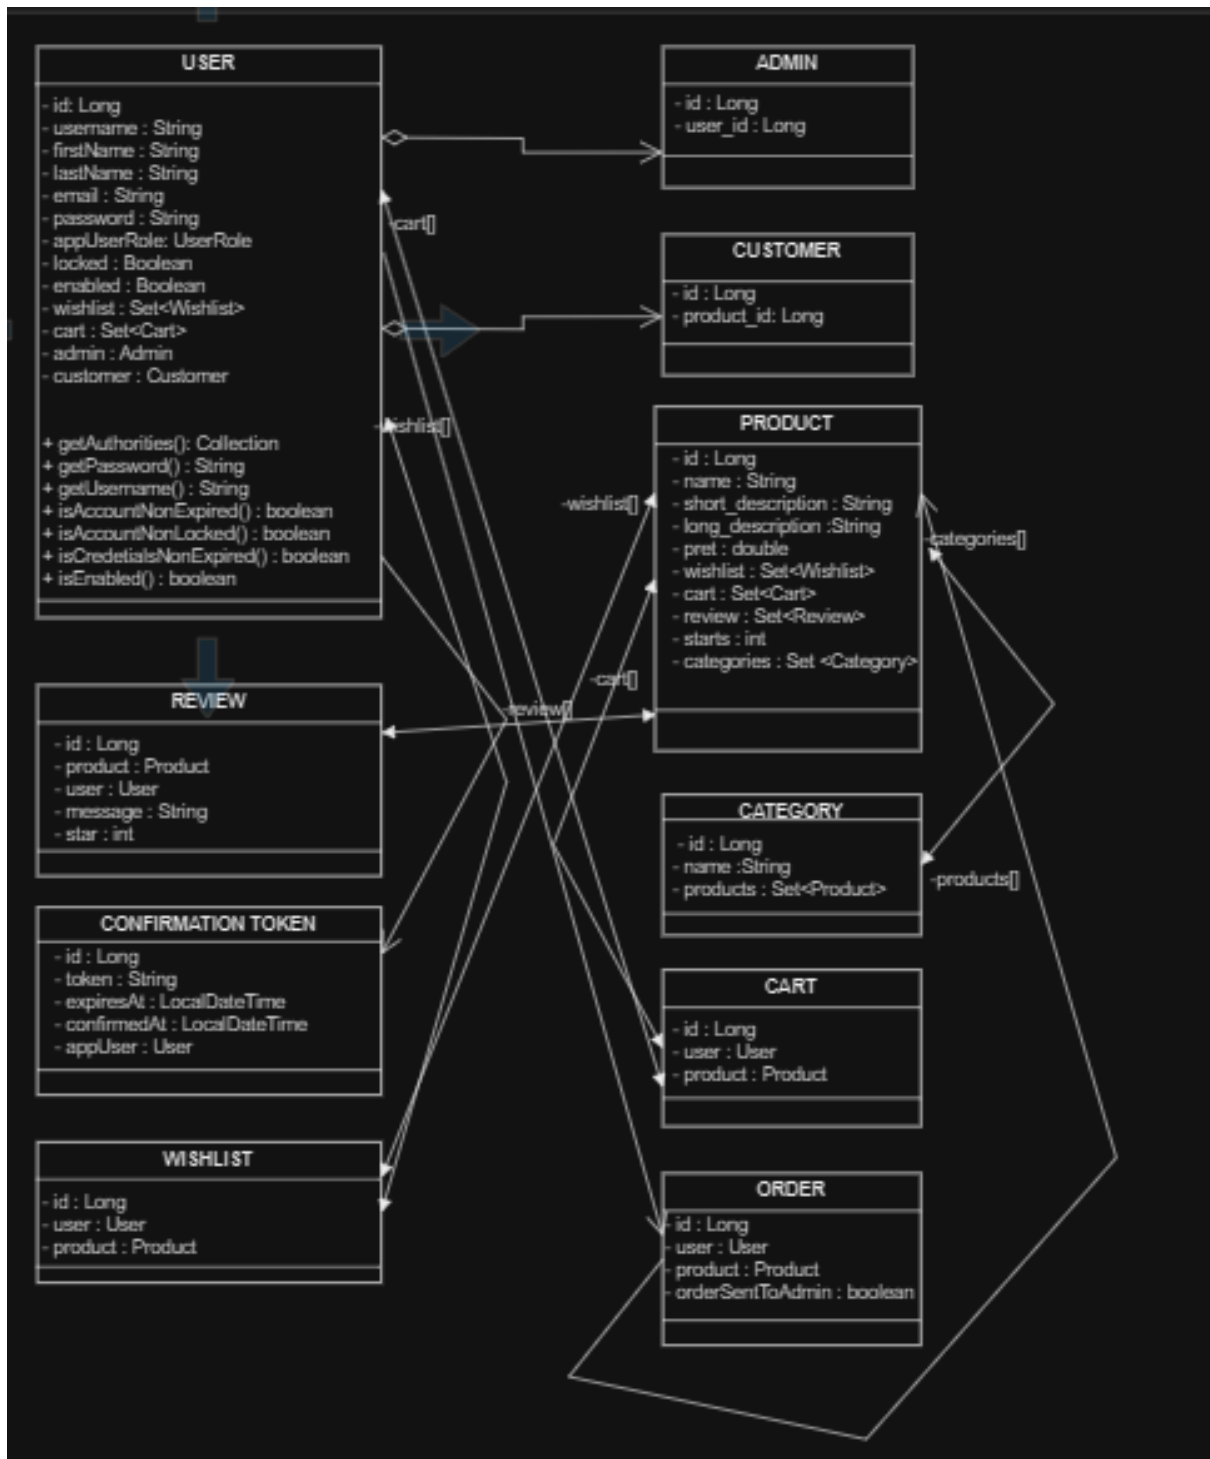 USER
- id: Long
- username : String
- firstName : String
- lastName : String
- email : String
- password : String
- appUserRole: UserRole
- locked : Boolean
- enabled : Boolean
- wishlist : Set<Wishlist>
- cart : Set<Cart>
- admin : Admin
- customer : Customer
+ getAuthorities(): Collection
+ getPassword() : String
+ getUsername() : String
+ isAccountNonExpired() : boolean
+ isAccountNonLocked() : boolean
+ isCredetialsNonExpired() : boolean
+ isEnabled() : boolean
-cart[]
-wishlist[]
ADMIN
- id : Long
- user_id : Long
CUSTOMER
- id : Long
- product_id: Long
PRODUCT
- id : Long
- name : String
- short_description : String
- long_description :String
- pret : double
- wishlist : Set<Wishlist>
- cart : Set<Cart>
- review : Set<Review>
- starts : int
- categories : Set <Category>
-wishlist[]
-categories[]
-cart[]
-review[]
REVIEW
- id : Long
- product : Product
- user : User
- message : String
- star : int
CATEGORY
- id : Long
- name :String
- products : Set<Product>
-products[]
CONFIRMATION TOKEN
- id : Long
- token : String
- expiresAt : LocalDateTime
- confirmedAt : LocalDateTime
- appUser : User
CART
- id : Long
- user : User
- product : Product
WISHLIST
- id : Long
- user : User
- product : Product
ORDER
- id : Long
- user : User
- product : Product
- orderSentToAdmin : boolean